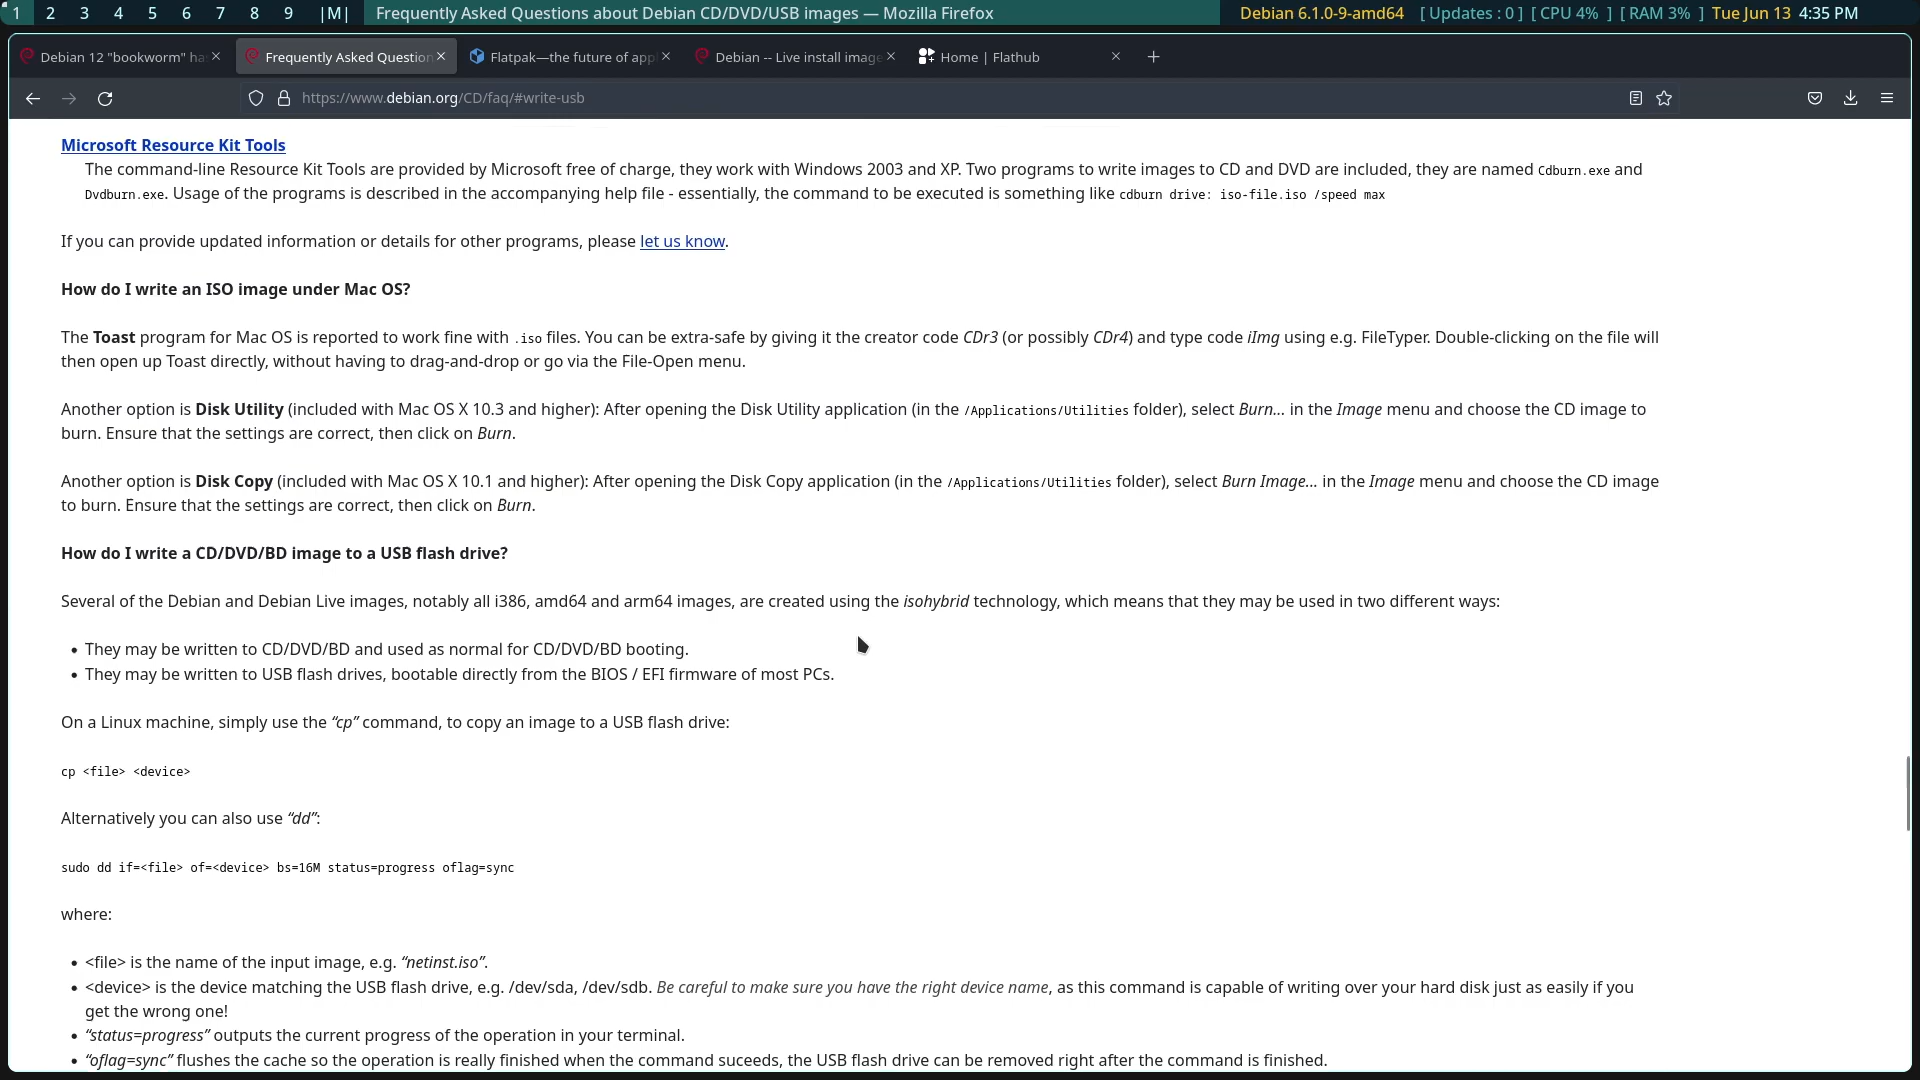 1 2 3 4 5 6 7 8 9 |M| Frequently Asked Questions about Debian CD/DVD/USB images — Mozilla Firefox Debian 6.1.0-9-amd64 [ Updates : 0 ] [ CPU 4% ] [ RAM 3% ] Tue Jun 13 4:35 PM
Debian 12 "bookworm" ha Frequently Asked Question Flatpak—the future of app Debian -- Live install image Home | Flathub
https://www.debian.org/CD/faq/#write-usb
Microsoft Resource Kit Tools
The command-line Resource Kit Tools are provided by Microsoft free of charge, they work with Windows 2003 and XP. Two programs to write images to CD and DVD are included, they are named Cdburn.exe and
Dvdburn.exe. Usage of the programs is described in the accompanying help file - essentially, the command to be executed is something like cdburn drive: iso-file.iso /speed max
If you can provide updated information or details for other programs, please let us know.
How do I write an ISO image under Mac OS?
The Toast program for Mac OS is reported to work fine with .iso files. You can be extra-safe by giving it the creator code CDr3 (or possibly CDr4) and type code iImg using e.g. FileTyper. Double-clicking on the file will
then open up Toast directly, without having to drag-and-drop or go via the File-Open menu.
Another option is Disk Utility (included with Mac OS X 10.3 and higher): After opening the Disk Utility application (in the /Applications/Utilities folder), select Burn... in the Image menu and choose the CD image to
burn. Ensure that the settings are correct, then click on Burn.
Another option is Disk Copy (included with Mac OS X 10.1 and higher): After opening the Disk Copy application (in the /Applications/Utilities folder), select Burn Image... in the Image menu and choose the CD image
to burn. Ensure that the settings are correct, then click on Burn.
How do I write a CD/DVD/BD image to a USB flash drive?
Several of the Debian and Debian Live images, notably all i386, amd64 and arm64 images, are created using the isohybrid technology, which means that they may be used in two different ways:
• They may be written to CD/DVD/BD and used as normal for CD/DVD/BD booting.
• They may be written to USB flash drives, bootable directly from the BIOS / EFI firmware of most PCs.
On a Linux machine, simply use the “cp” command, to copy an image to a USB flash drive:
cp <file> <device>
Alternatively you can also use “dd”:
sudo dd if=<file> of=<device> bs=16M status=progress oflag=sync
where:
• <file> is the name of the input image, e.g. “netinst.iso”.
• <device> is the device matching the USB flash drive, e.g. /dev/sda, /dev/sdb. Be careful to make sure you have the right device name, as this command is capable of writing over your hard disk just as easily if you
get the wrong one!
• “status=progress” outputs the current progress of the operation in your terminal.
• “oflag=sync” flushes the cache so the operation is really finished when the command suceeds, the USB flash drive can be removed right after the command is finished.